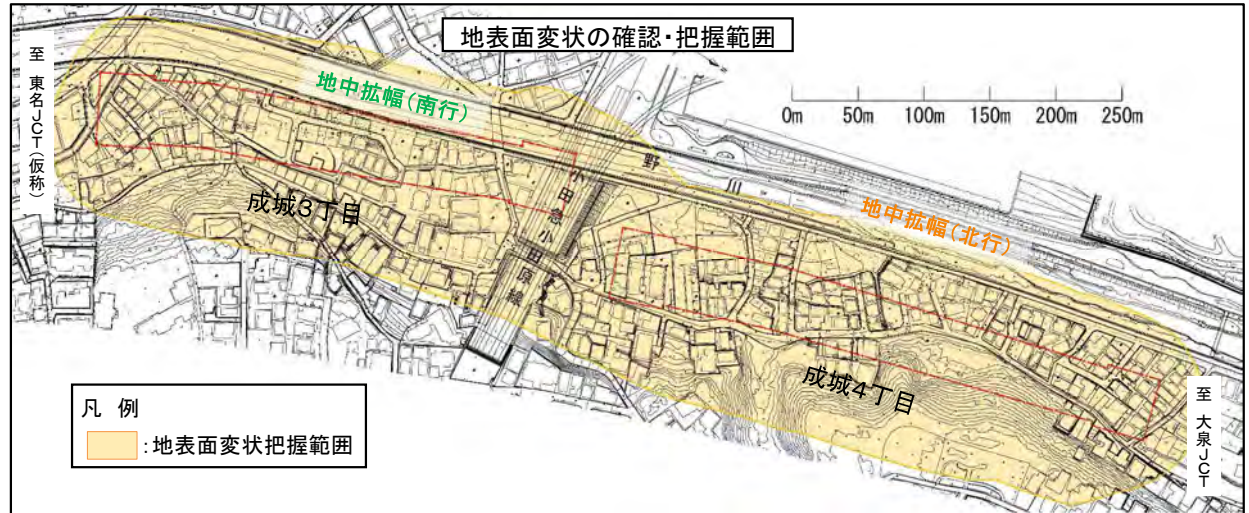 地表面変状の確認・把握範囲
至 東名JCT(仮称)
地中拡幅(南行)
0m 50m 100m 150m 200m 250m
野
小田急小田原線
成城3丁目
地中拡幅(北行)
成城4丁目
至 大泉JCT
凡 例
:地表面変状把握範囲